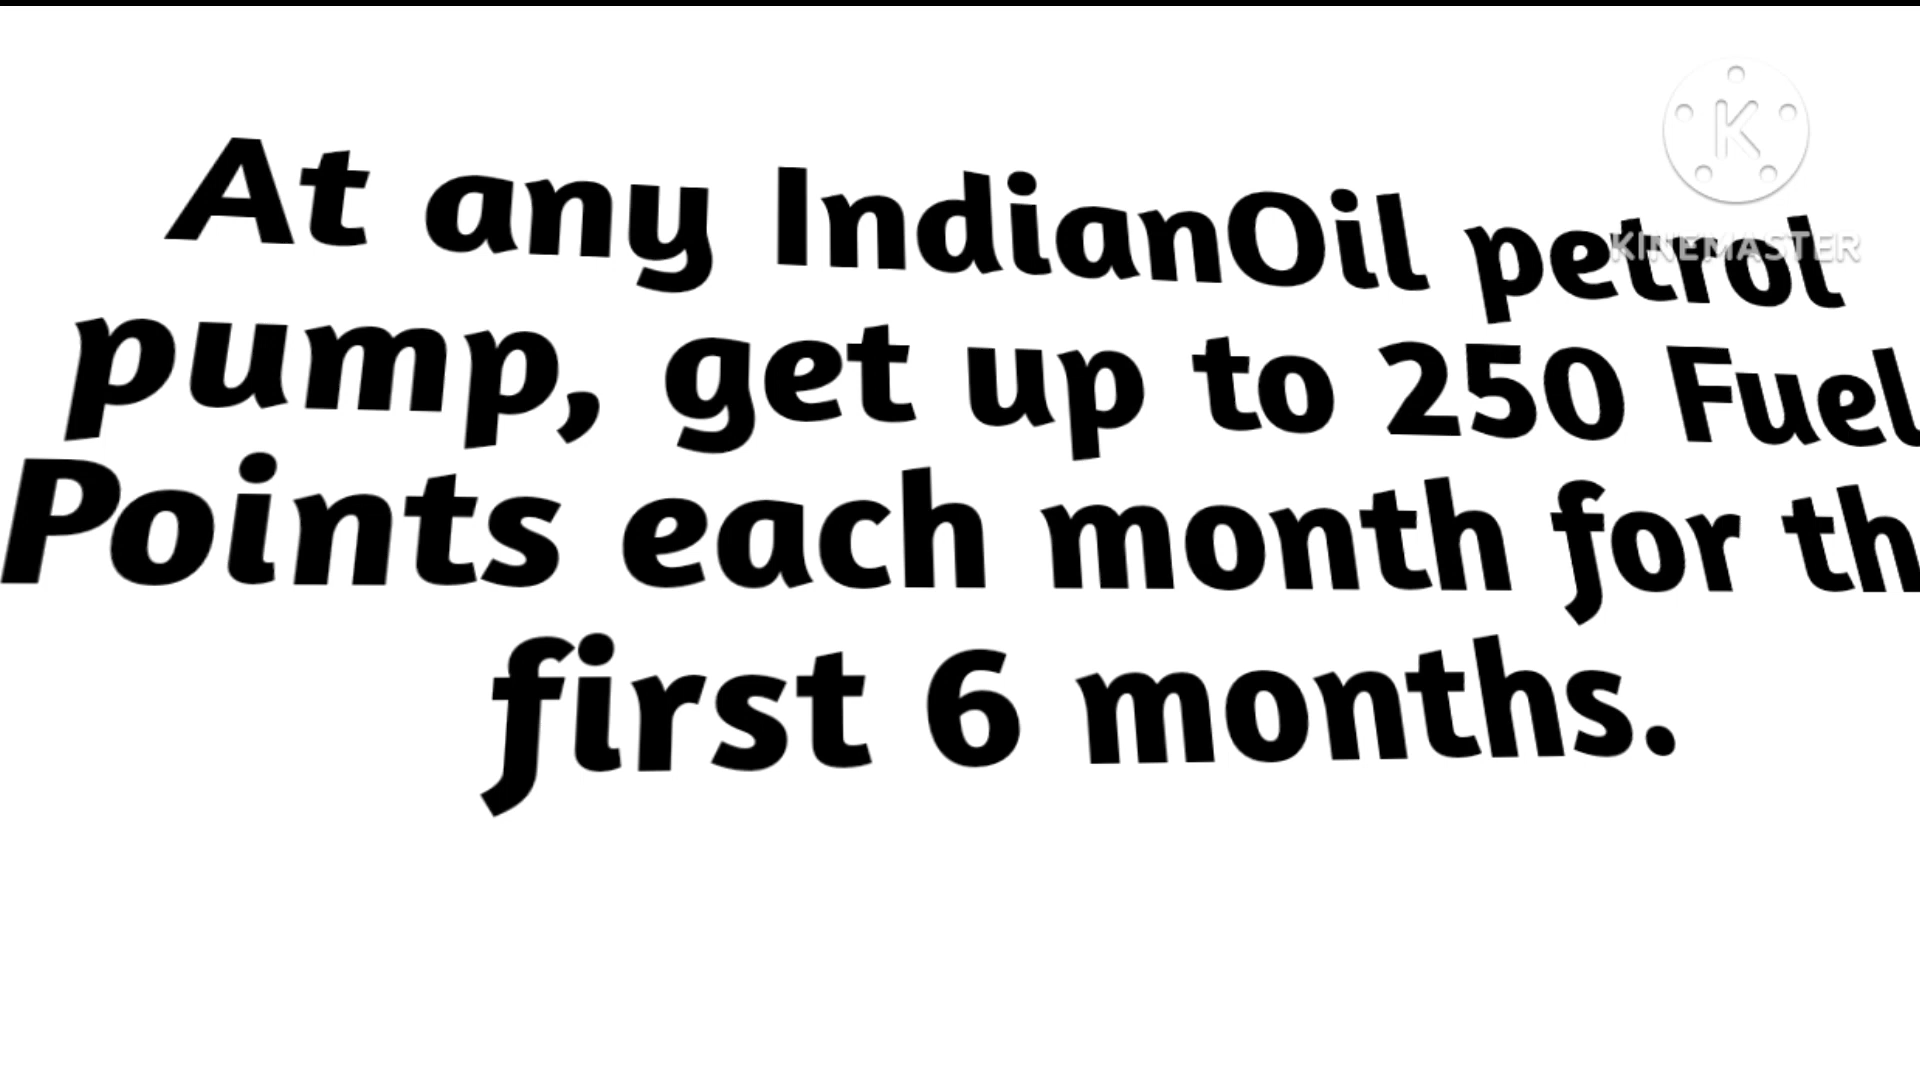 At any IndianOil petrol
pump, get up to 250 Fuel
Points each month for th
first 6 months.
K
KINEMASTER